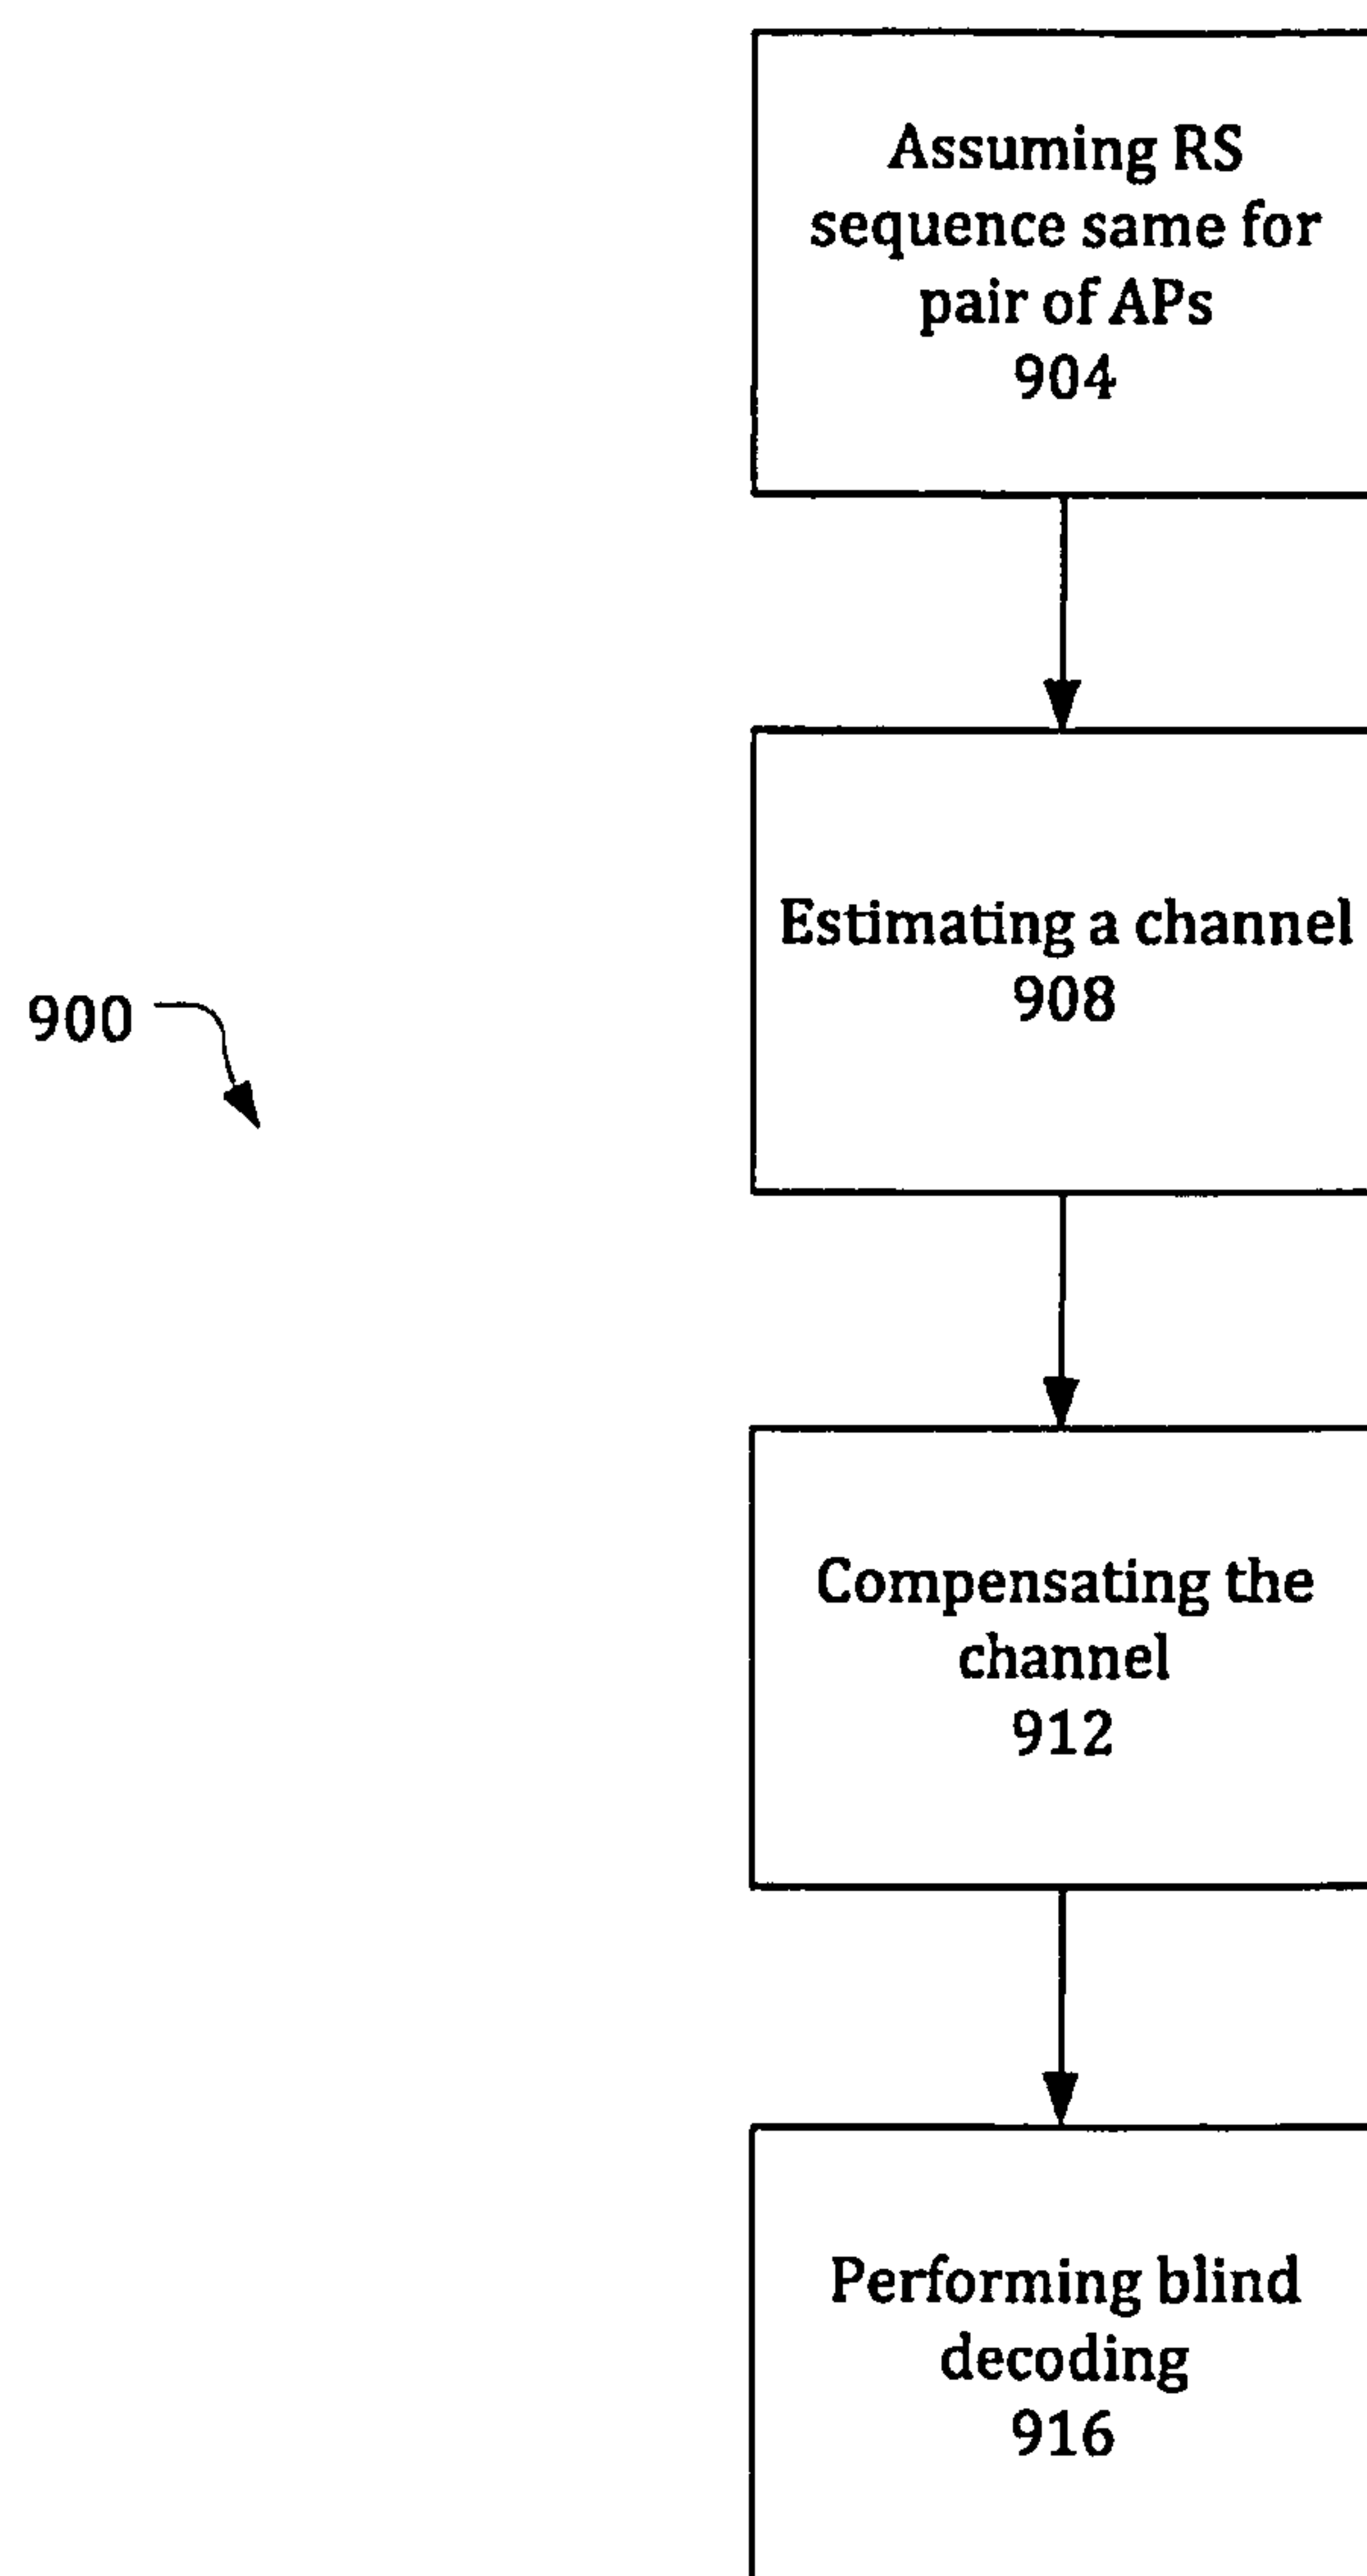 Assuming RS
sequence same for
pair of APs
904
Estimating a channel
908
900
Compensating the
channel
912
Performing blind
decoding
916